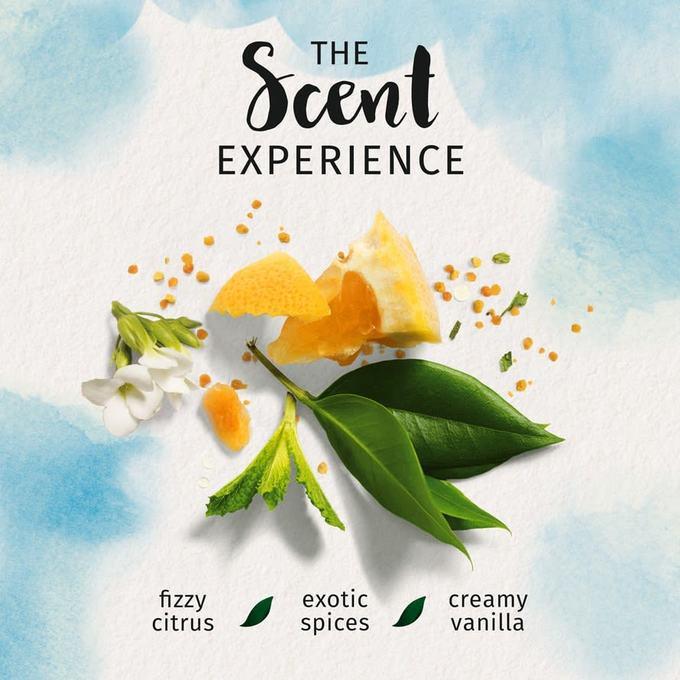 THE
Scent
EXPERIENCE
fizzy
citrus
exotic
spices
creamy
vanilla